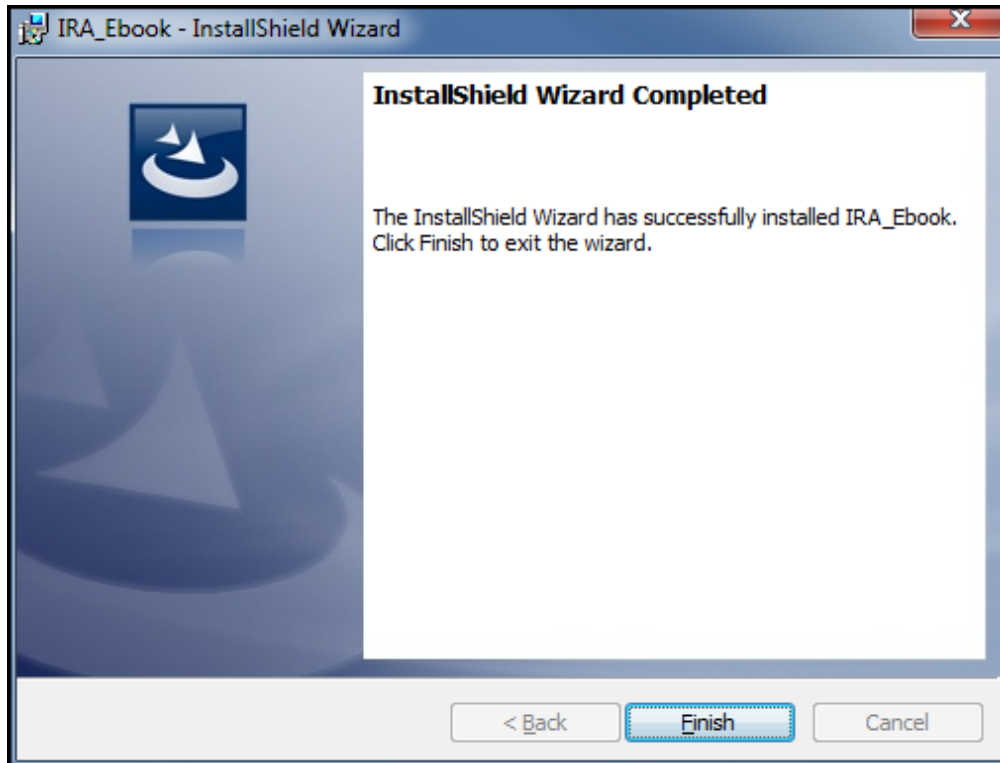 IRA_Ebook - InstallShield Wizard
InstallShield Wizard Completed
The InstallShield Wizard has successfully installed IRA_Ebook.
Click Finish to exit the wizard.
< Back
Finish
Cancel